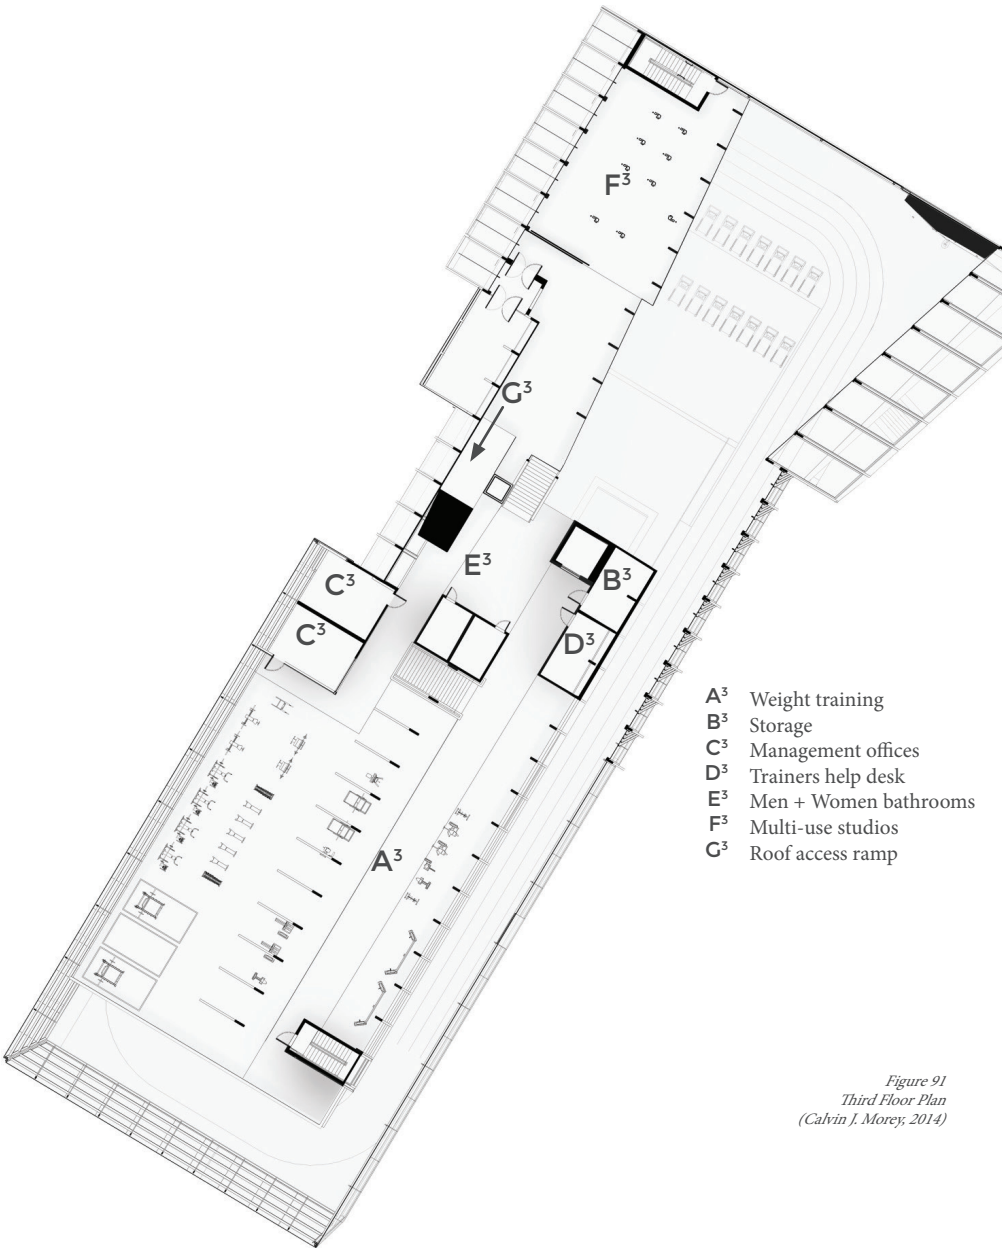 F³
G³
E³
C³
B³
C³
D³
A³
A³ Weight training
B³ Storage
C³ Management offices
D³ Trainers help desk
E³ Men + Women bathrooms
F³ Multi-use studios
G³ Roof access ramp
Figure 91
Third Floor Plan
(Calvin J. Morey, 2014)